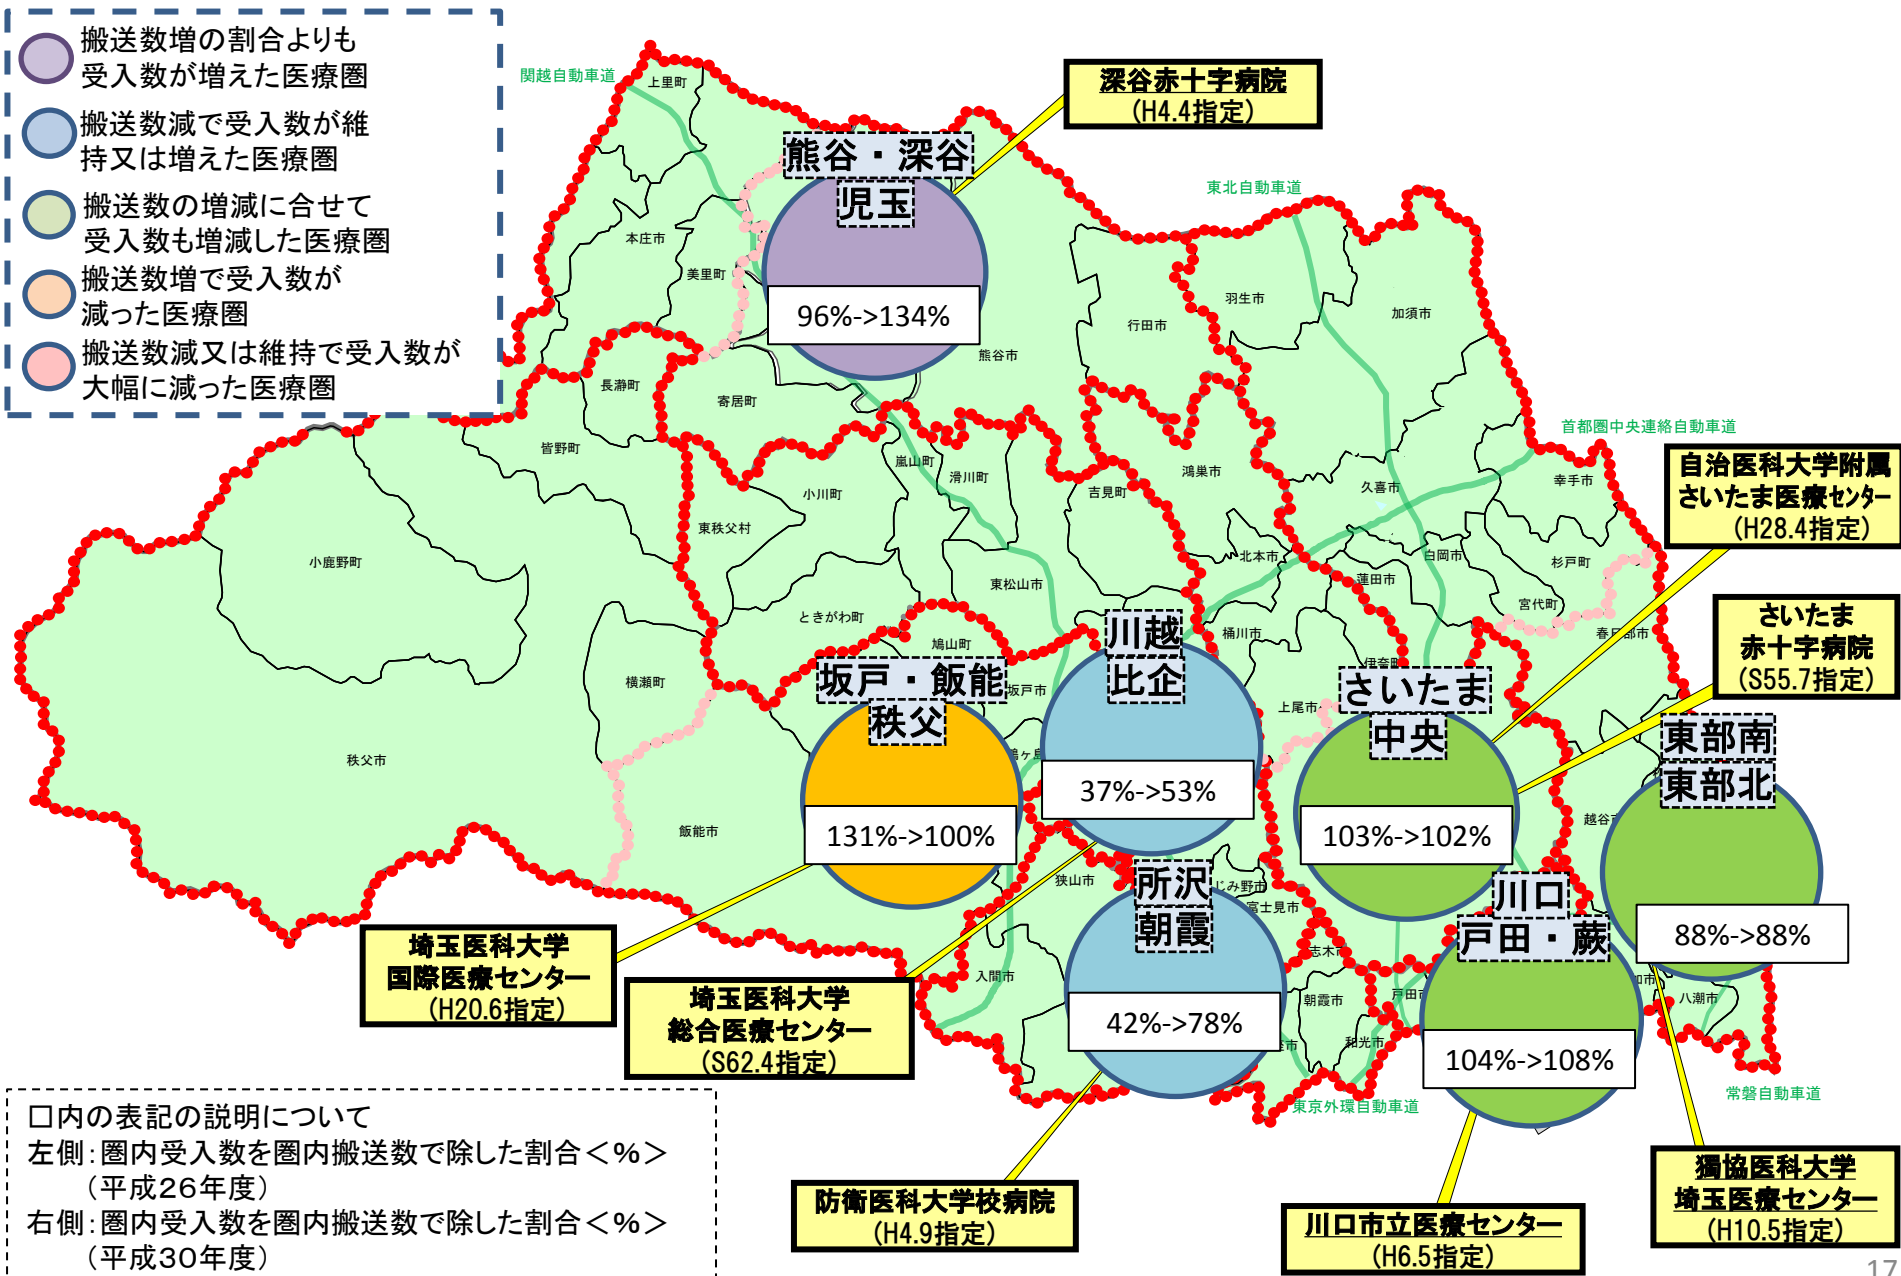 搬送数増の割合よりも
受入数が増えた医療圏
搬送数減で受入数が維
持又は増えた医療圏
搬送数の増減に合せて
受入数も増減した医療圏
搬送数増で受入数が
減った医療圏
搬送数減又は維持で受入数が
大幅に減った医療圏
関越自動車道
上里町
深谷赤十字病院
(H4.4指定)
熊谷・深谷
児玉
96%->134%
東北自動車道
本庄市
美里町
羽生市
加須市
行田市
熊谷市
長瀞町
寄居町
首都圏中央連絡自動車道
皆野町
嵐山町
滑川町
小川町
吉見町
鴻巣市
久喜市
幸手市
自治医科大学附属
さいたま医療センター
(H28.4指定)
東秩父村
小鹿野町
北本市
白岡市
杉戸町
東松山市
蓮田市
宮代町
ときがわ町
鳩山町
桶川市
春日部市
さいたま
赤十字病院
(S55.7指定)
川越
比企
37%->53%
坂戸・飯能
秩父
131%->100%
坂戸市
横瀬町
伊奈町
上尾市
さいたま
中央
103%->102%
東部南
東部北
88%->88%
秩父市
飯能市
越谷
狭山市
じみ野市
富士見市
所沢
朝霞
42%->78%
川口
戸田・蕨
104%->108%
志木市
入間市
朝霞市
和光市
戸田
八潮市
埼玉医科大学
国際医療センター
(H20.6指定)
埼玉医科大学
総合医療センター
(S62.4指定)
常磐自動車道
東京外環自動車道
□内の表記の説明について
左側：圏内受入数を圏内搬送数で除した割合＜%＞
（平成２６年度）
右側：圏内受入数を圏内搬送数で除した割合＜%＞
（平成３０年度）
防衛医科大学校病院
(H4.9指定)
川口市立医療センター
(H6.5指定)
獨協医科大学
埼玉医療センター
(H10.5指定)
17